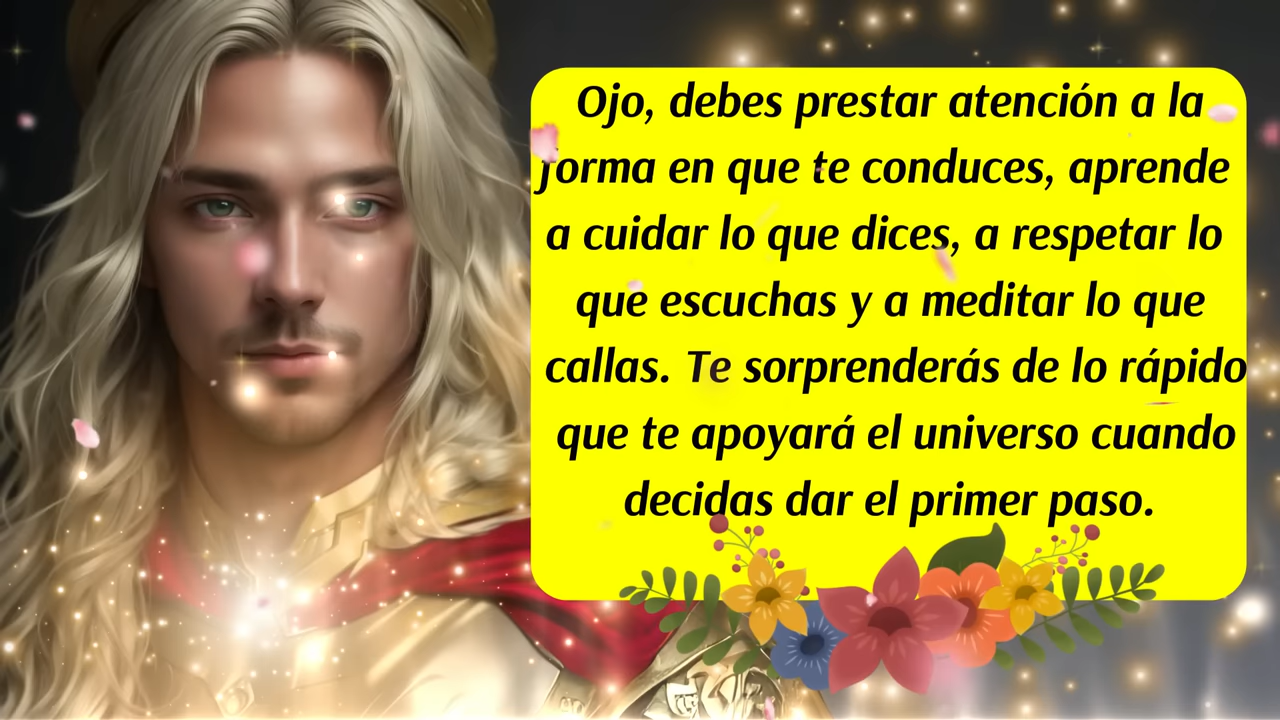 Ojo, debes prestar atención a la
forma en que te conduces, aprende
a cuidar lo que dices, a respetar lo
que escuchas y a meditar lo que
callas. Te sorprenderás de lo rápido
que te apoyará el universo cuando
decidas dar el primer paso.